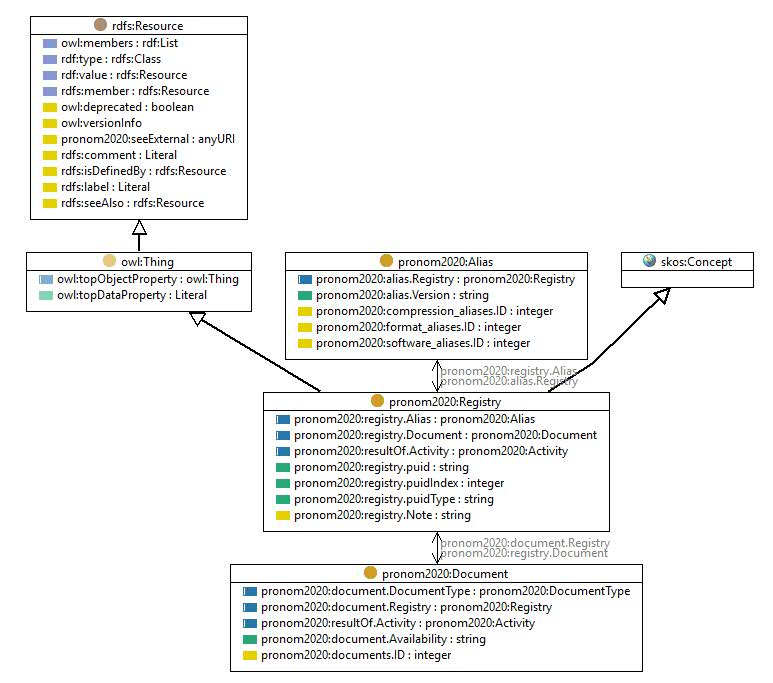 rdfs:Resource
owl:members : rdf:List
rdf:type : rdfs:Class
rdf:value : rdfs:Resource
rdfs:member : rdfs:Resource
owl:deprecated : boolean
owl:versionInfo
pronom2020:seeExternal : anyURI
rdfs:comment : Literal
rdfs:isDefinedBy : rdfs:Resource
rdfs:label : Literal
rdfs:seeAlso : rdfs:Resource
owl:Thing
owl:topObjectProperty : owl:Thing
owl:topDataProperty : Literal
pronom2020:Alias
pronom2020:alias.Registry : pronom2020:Registry
pronom2020:alias.Version : string
pronom2020:compression_aliases.ID : integer
pronom2020:format_aliases.ID : integer
pronom2020:software_aliases.ID : integer
skos:Concept
pronom2020:registry.Alias
pronom2020:alias.Registry
pronom2020:Registry
pronom2020:registry.Alias : pronom2020:Alias
pronom2020:registry.Document : pronom2020:Document
pronom2020:resultOf.Activity : pronom2020:Activity
pronom2020:registry.puid : string
pronom2020:registry.puidIndex : integer
pronom2020:registry.puidType : string
pronom2020:registry.Note : string
pronom2020:document.Registry
pronom2020:registry.Document
pronom2020:Document
pronom2020:document.DocumentType : pronom2020:DocumentType
pronom2020:document.Registry : pronom2020:Registry
pronom2020:resultOf.Activity : pronom2020:Activity
pronom2020:document.Availability : string
pronom2020:documents.ID : integer